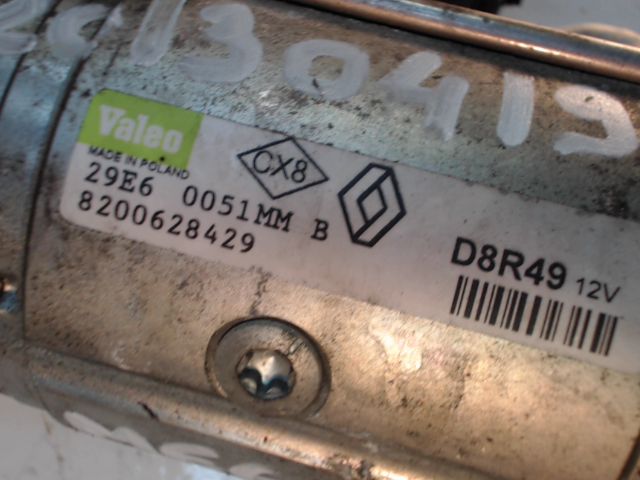 30419
Valeo
MADE IN POLAND
CX8
29E6 0051MM B
8200628429
D8R49 12V